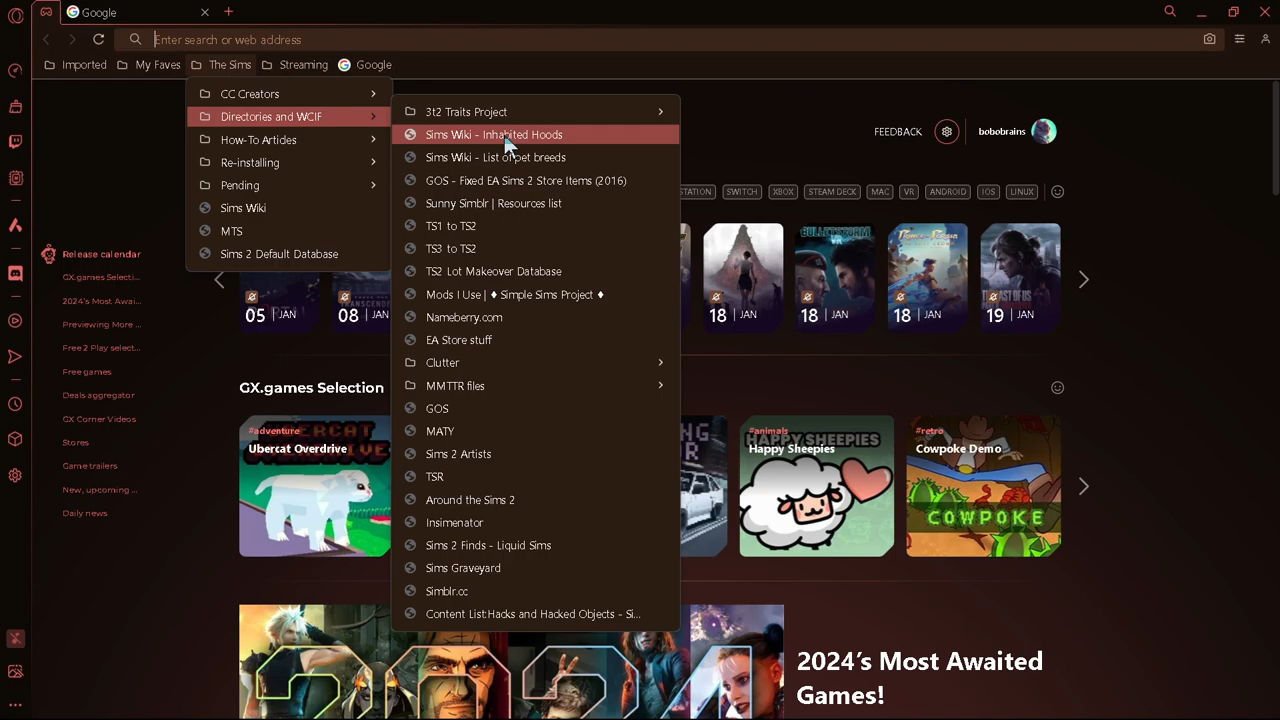 Google
Enter search or web address
Imported
My Faves
The Sims
Streaming
Google
CC Creators
Directories and WCIF
How-To Articles
Re-installing
Pending
Sims Wiki
MTS
Sims 2 Default Database
3t2 Traits Project
Sims Wiki - Inhabited Hoods
Sims Wiki - List of pet breeds
GOS - Fixed EA Sims 2 Store Items (2016)
Sunny Simblr | Resources list
TS1 to TS2
TS3 to TS2
TS2 Lot Makeover Database
Mods I Use | ♦ Simple Sims Project ♦
Nameberry.com
EA Store stuff
Clutter
MMTTR files
GOS
MATY
Sims 2 Artists
TSR
Around the Sims 2
Insimenator
Sims 2 Finds - Liquid Sims
Sims Graveyard
Simblr.cc
Content List:Hacks and Hacked Objects - Si...
FEEDBACK
bobobrains
STATION
SWITCH
XBOX
STEAM DECK
MAC
VR
ANDROID
IOS
LINUX
Release calendar
GX.games Selecti...
2024's Most Awai...
Previewing More ...
Free 2 Play select...
Free games
Deals aggregator
GX Corner Videos
Stores
Game trailers
New, upcoming ...
Daily news
05 | JAN
08 | JAN
18 | JAN
BULLETSTORM
18 | JAN
18 | JAN
19 | JAN
GX.games Selection
#adventure
Ubercat Overdrive
#animals
HAPPY SHEEPIES
Happy Sheepies
#retro
Cowpoke Demo
COWPOKE
2024
2024's Most Awaited
Games!